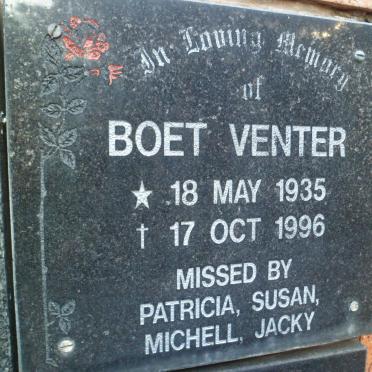 In Loving Memory
of
BOET VENTER
★ 18 MAY 1935
† 17 OCT 1996
MISSED BY
PATRICIA, SUSAN,
MICHELL, JACKY